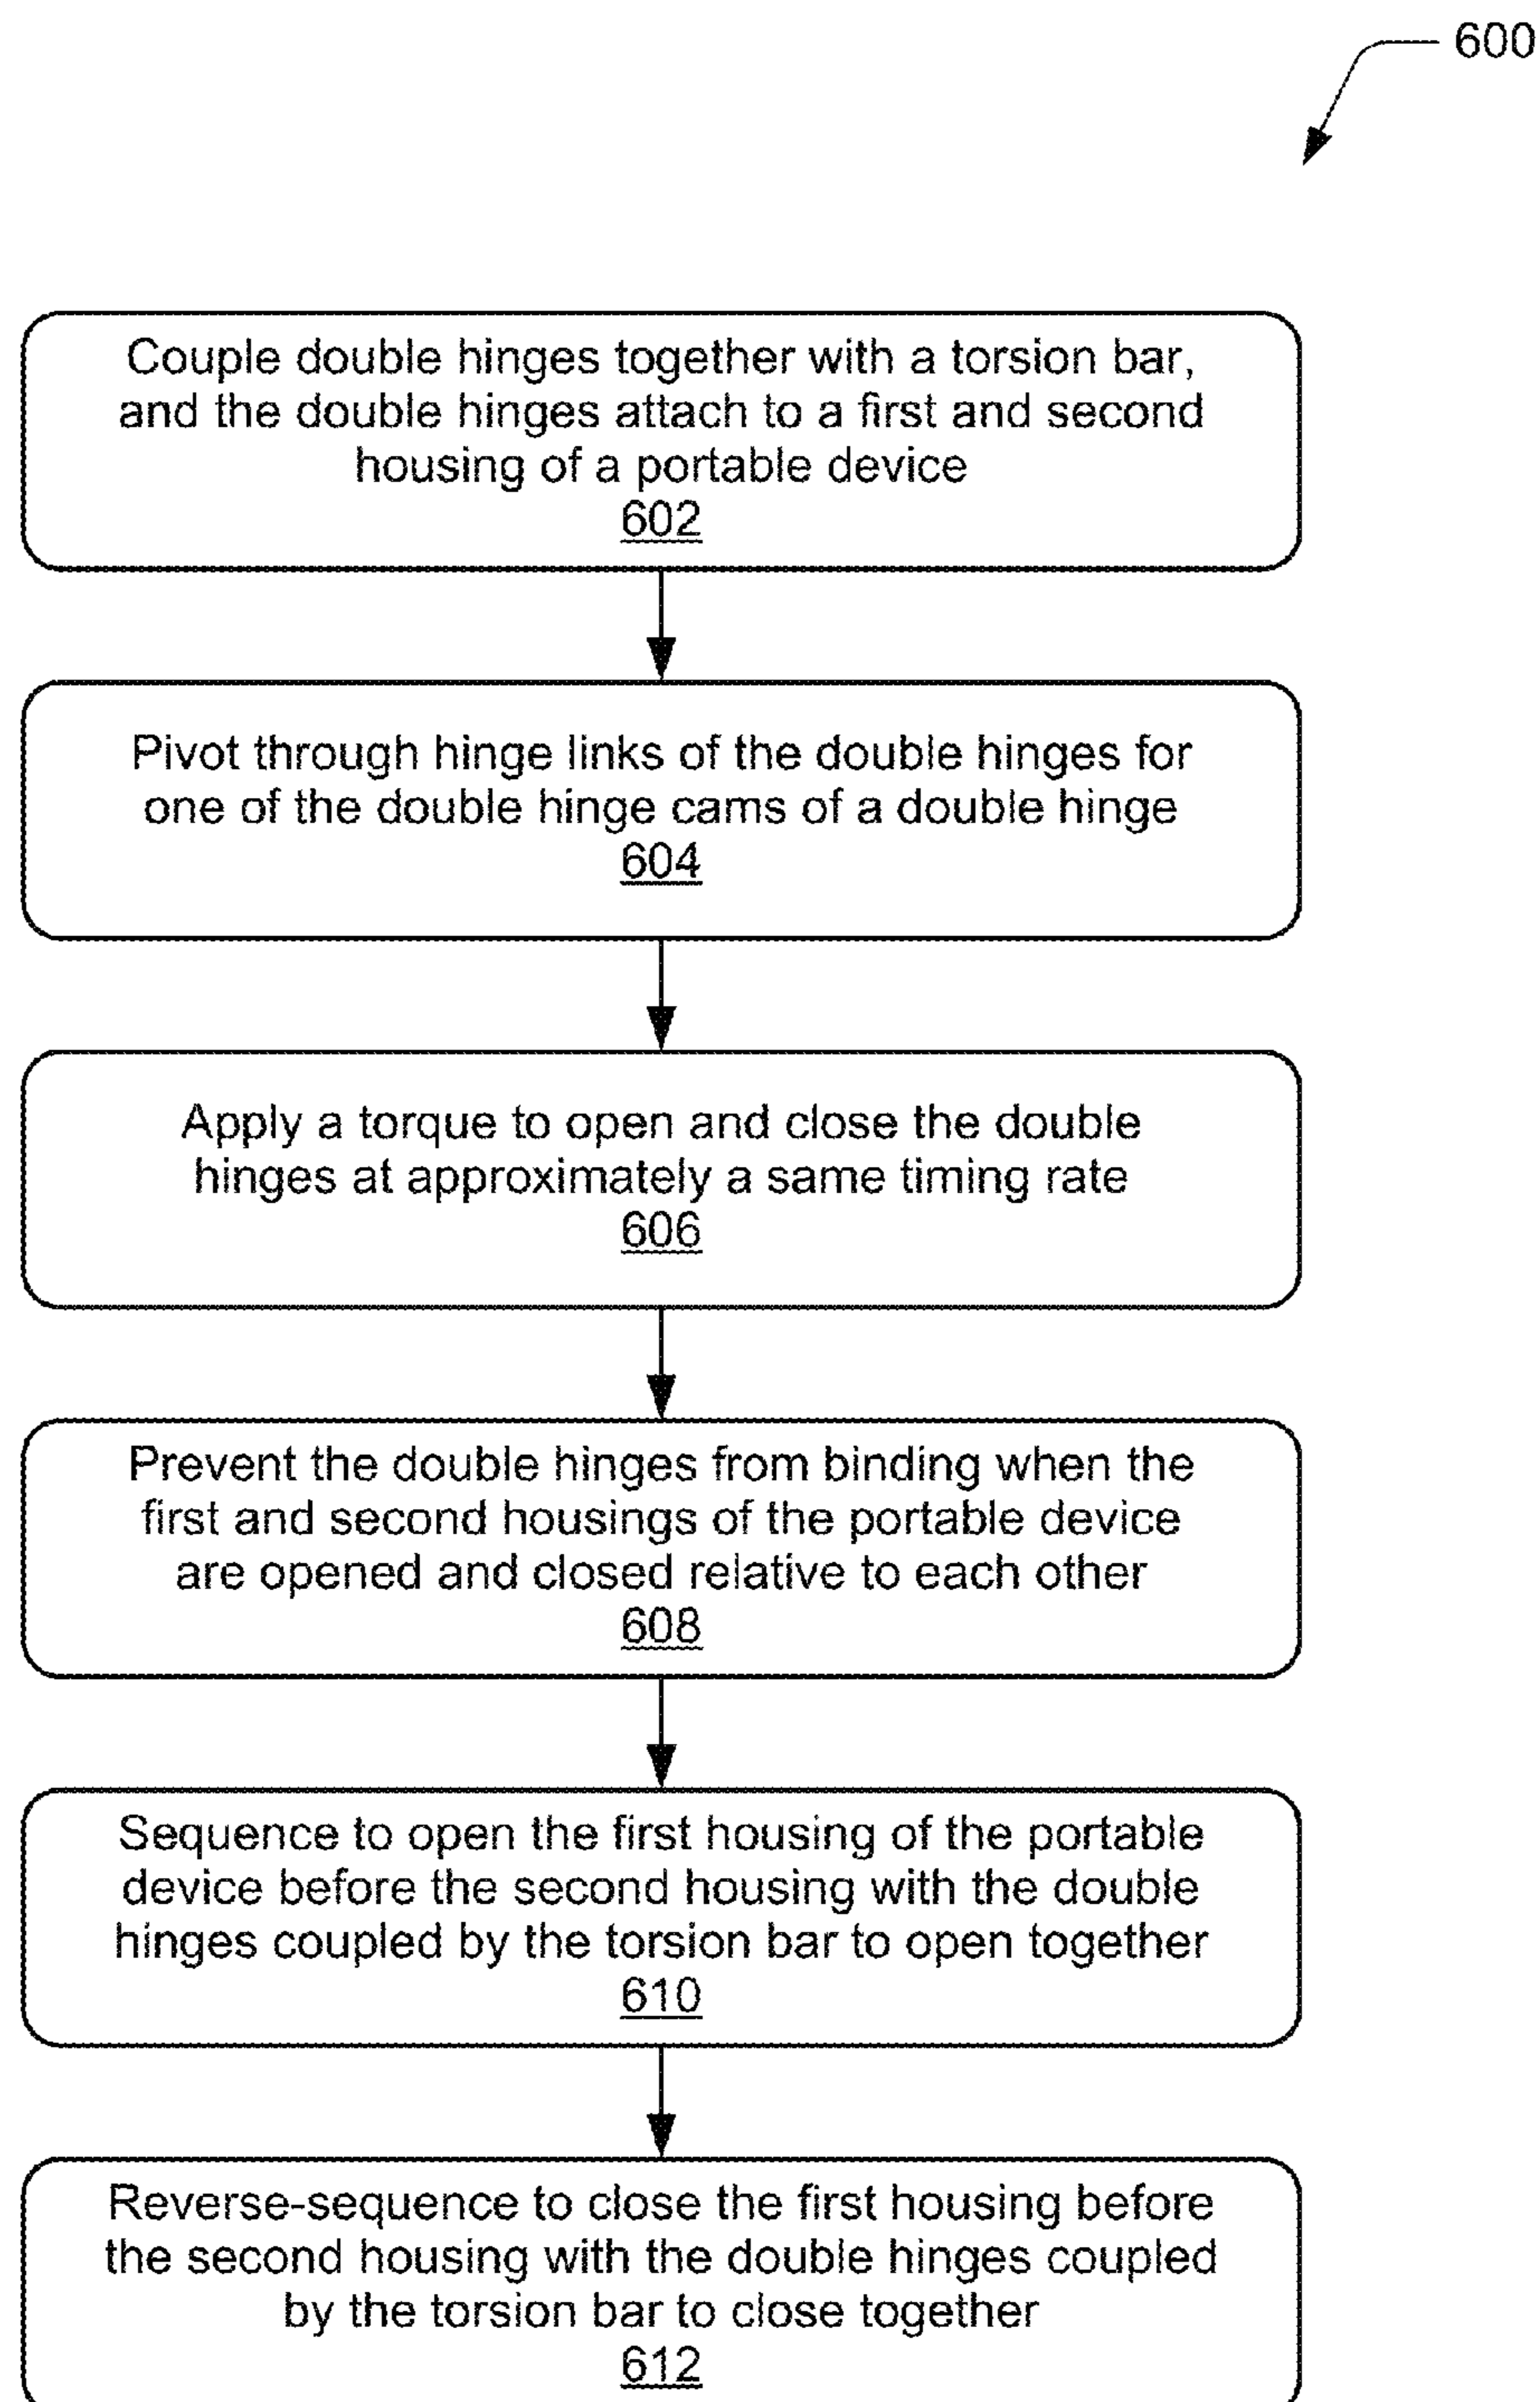 600
Couple double hinges together with a torsion bar,
and the double hinges attach to a first and second
housing of a portable device
602
Pivot through hinge links of the double hinges for
one of the double hinge cams of a double hinge
604
Apply a torque to open and close the double
hinges at approximately a same timing rate
606
Prevent the double hinges from binding when the
first and second housings of the portable device
are opened and closed relative to each other
608
Sequence to open the first housing of the portable
device before the second housing with the double
hinges coupled by the torsion bar to open together
610
Reverse-sequence to close the first housing before
the second housing with the double hinges coupled
by the torsion bar to close together
612